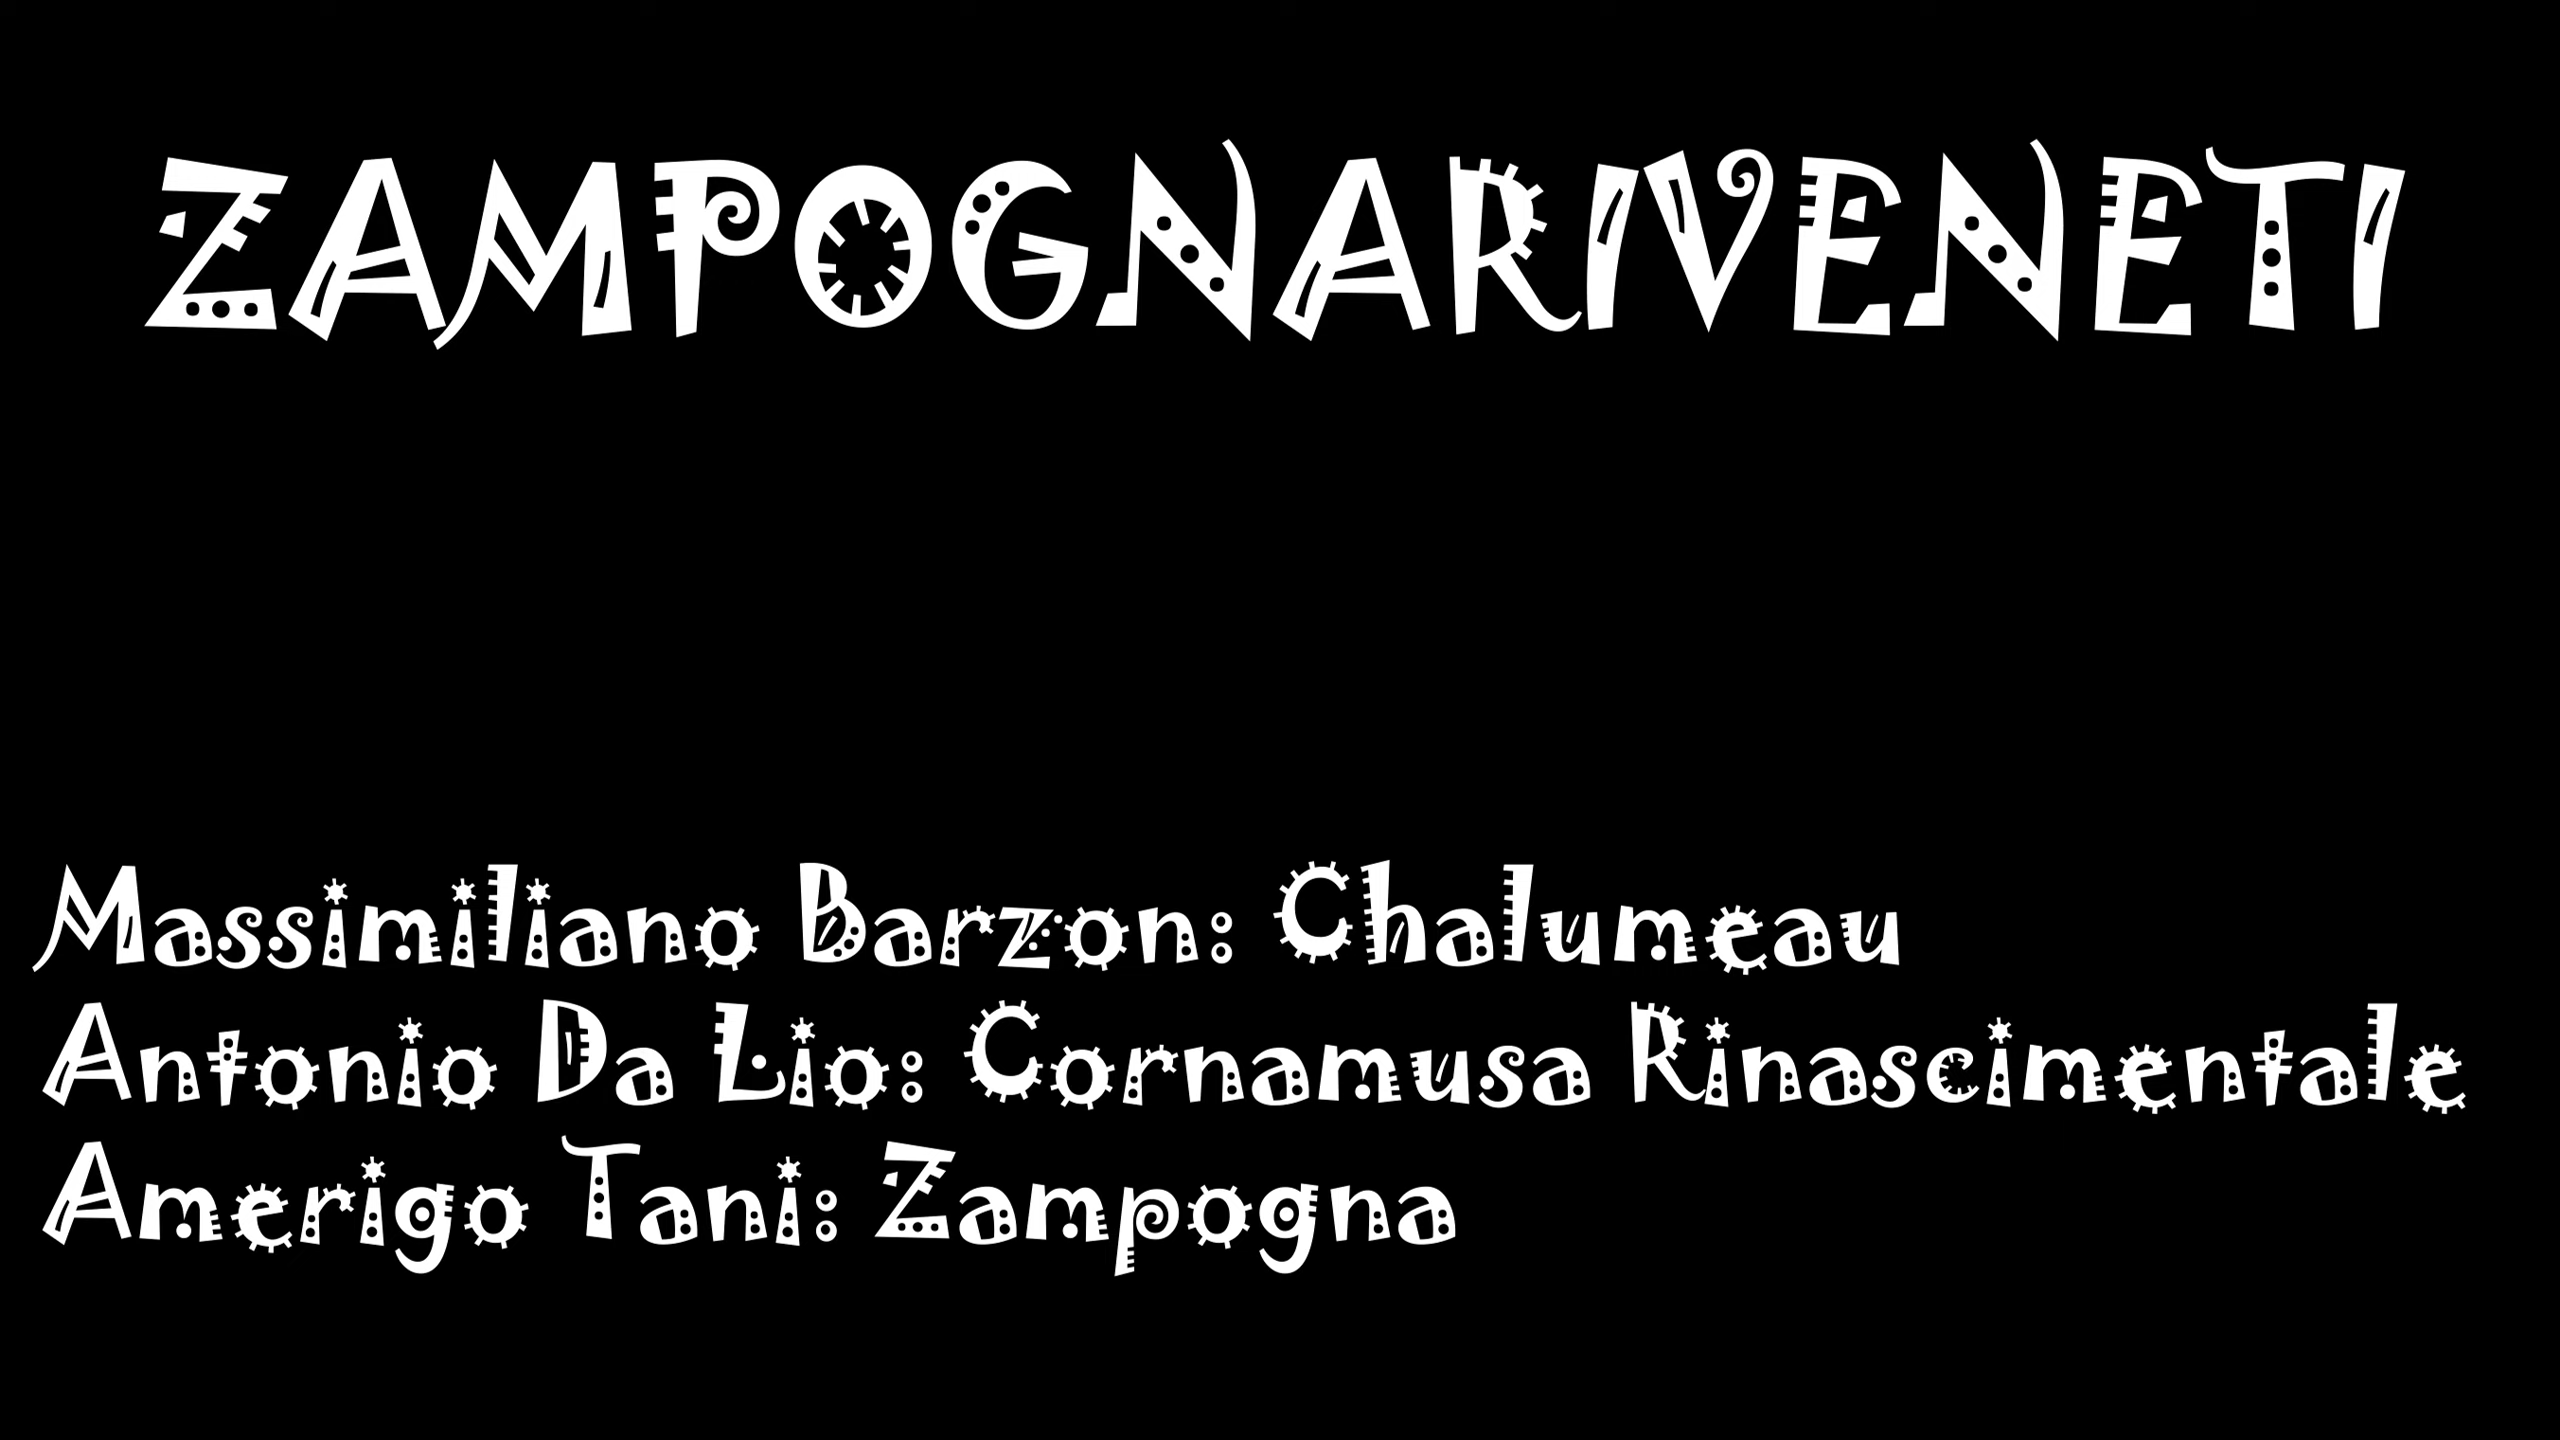 ZAMPOGNARIVENETI
Massimiliano Barzon: Chalumeau
Antonio Da Lio: Cornamusa Rinascimentale
Amerigo Tani: Zampogna